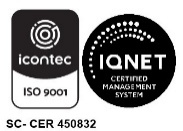 icontec
ISO 9001
IQNET
CERTIFIED
MANAGEMENT
SYSTEM
SC- CER 450832